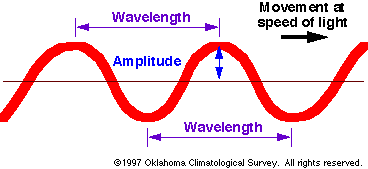 Wavelength
Movement at
speed of light
Amplitude
Wavelength
©1997 Oklahoma Climatological Survey. All rights reserved.